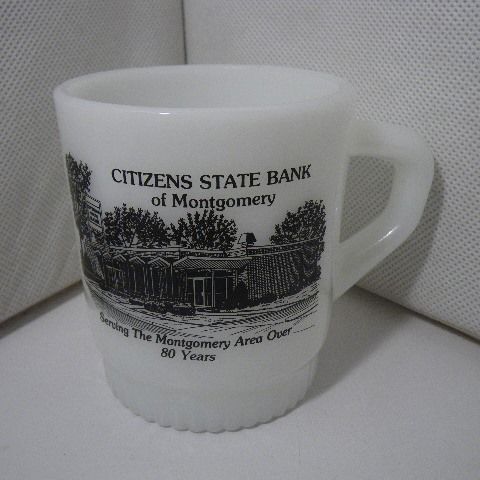 CITIZENS STATE BANK
of Montgomery
Serving The Montgomery Area Over
80 Years